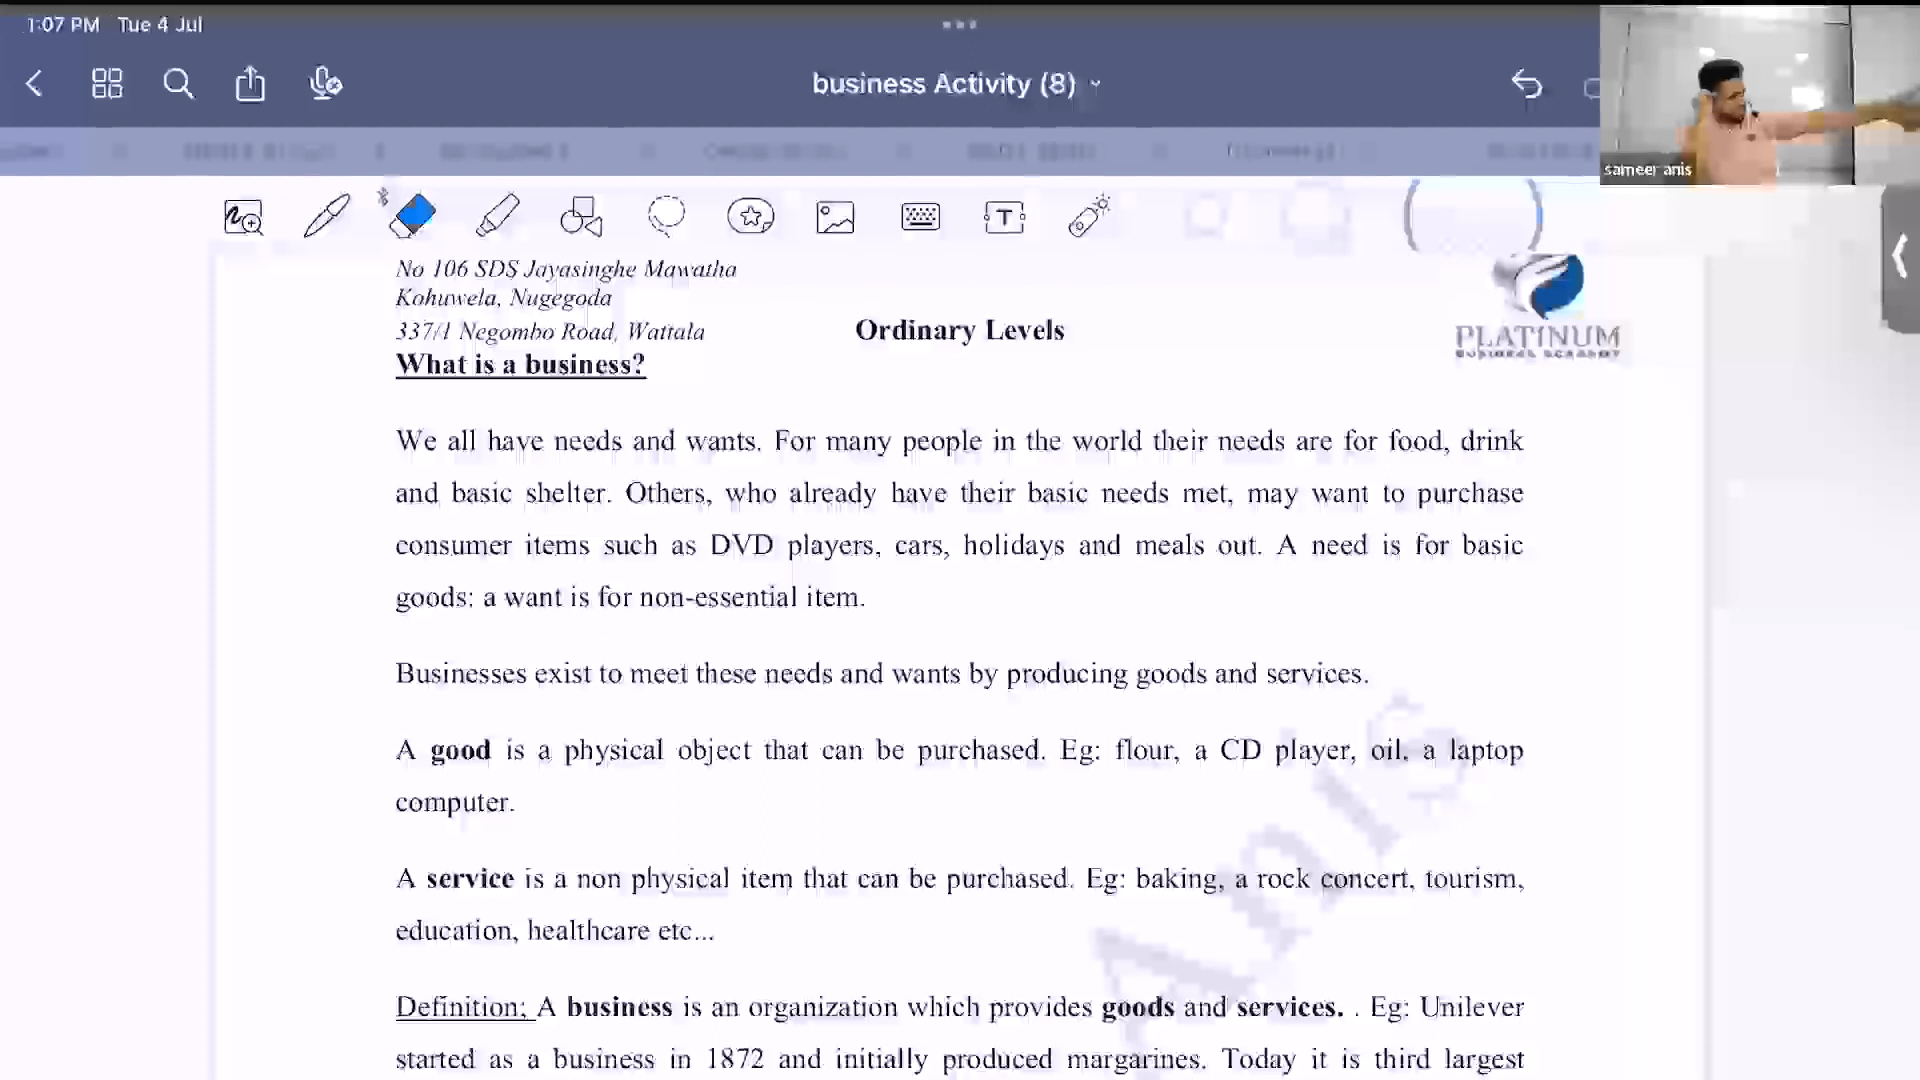 1:07 PM Tue 4 Jul
business Activity (8)
sameer anis
No 106 SDS Jayasinghe Mawatha
Kohuwela, Nugegoda
337/1 Negombo Road, Wattala
Ordinary Levels
PLATINUM
BUSINESS ACADEMY
What is a business?
We all have needs and wants. For many people in the world their needs are for food, drink
and basic shelter. Others, who already have their basic needs met, may want to purchase
consumer items such as DVD players, cars, holidays and meals out. A need is for basic
goods: a want is for non-essential item.
Businesses exist to meet these needs and wants by producing goods and services.
A good is a physical object that can be purchased. Eg: flour, a CD player, oil, a laptop
computer.
A service is a non physical item that can be purchased. Eg: baking, a rock concert, tourism,
education, healthcare etc...
Definition: A business is an organization which provides goods and services. . Eg: Unilever
started as a business in 1872 and initially produced margarines. Today it is third largest
Anis